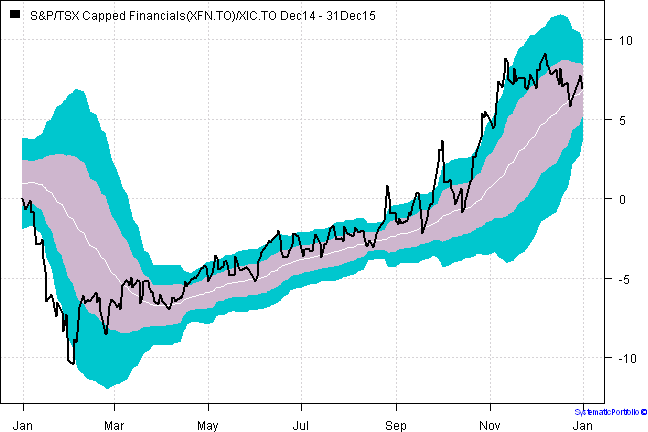 S&P/TSX Capped Financials(XFN.TO)/XIC.TO Dec14 - 31Dec15
10
5
0
-5
-10
Jan Mar May Jul Sep Nov Jan
SystematicPortfolio ©